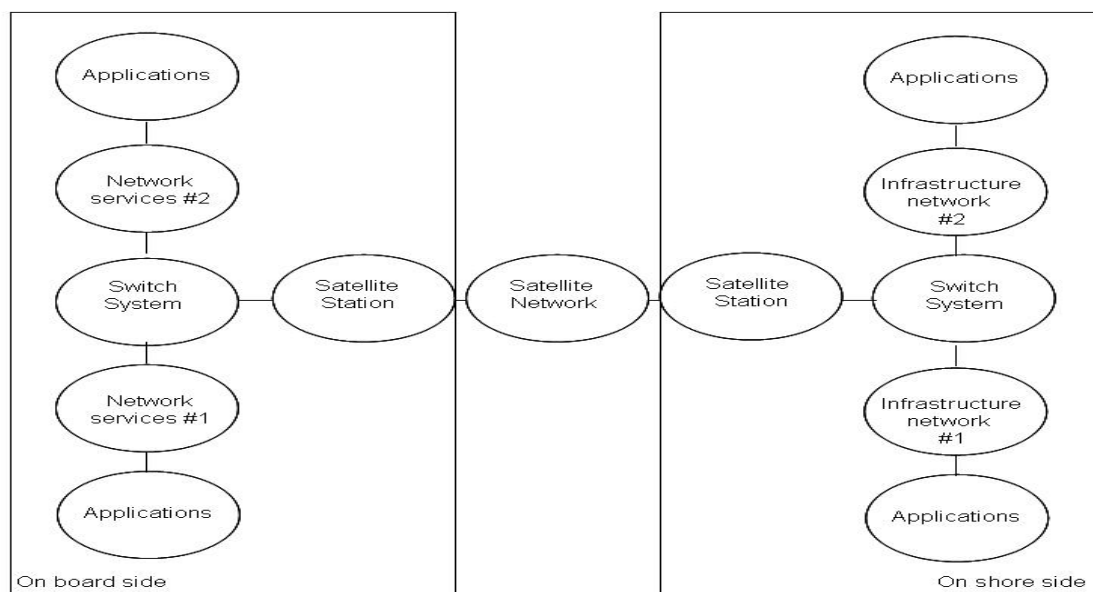 Applications
Network
services #2
Switch
System
Network
services #1
Applications
On board side
Satellite
Station
Satellite
Network
Satellite
Station
Applications
Infrastructure
network
#2
Switch
System
Infrastructure
network
#1
Applications
On shore side